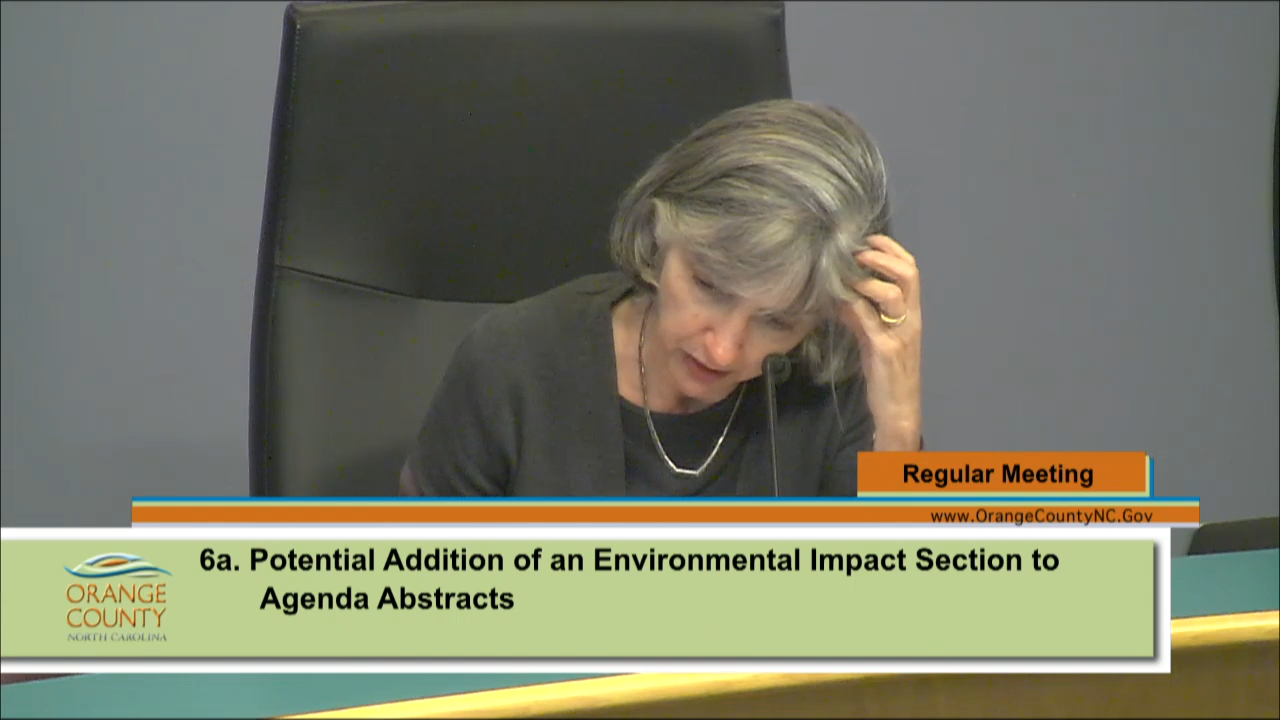 Regular Meeting
www.OrangeCountyNC.Gov
6a. Potential Addition of an Environmental Impact Section to
Agenda Abstracts
ORANGE
COUNTY
NORTH CAROLINA